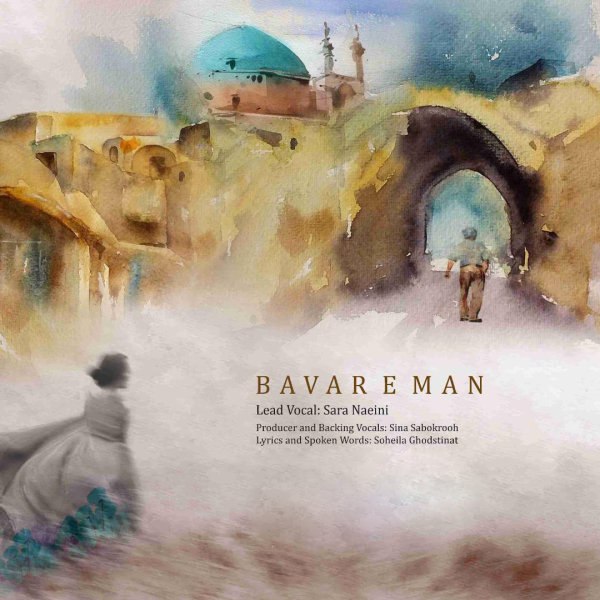 BAVAR E MAN
Lead Vocal: Sara Naeini
Producer and Backing Vocals: Sina Sabokrooh
Lyrics and Spoken Words: Soheila Ghodstinat